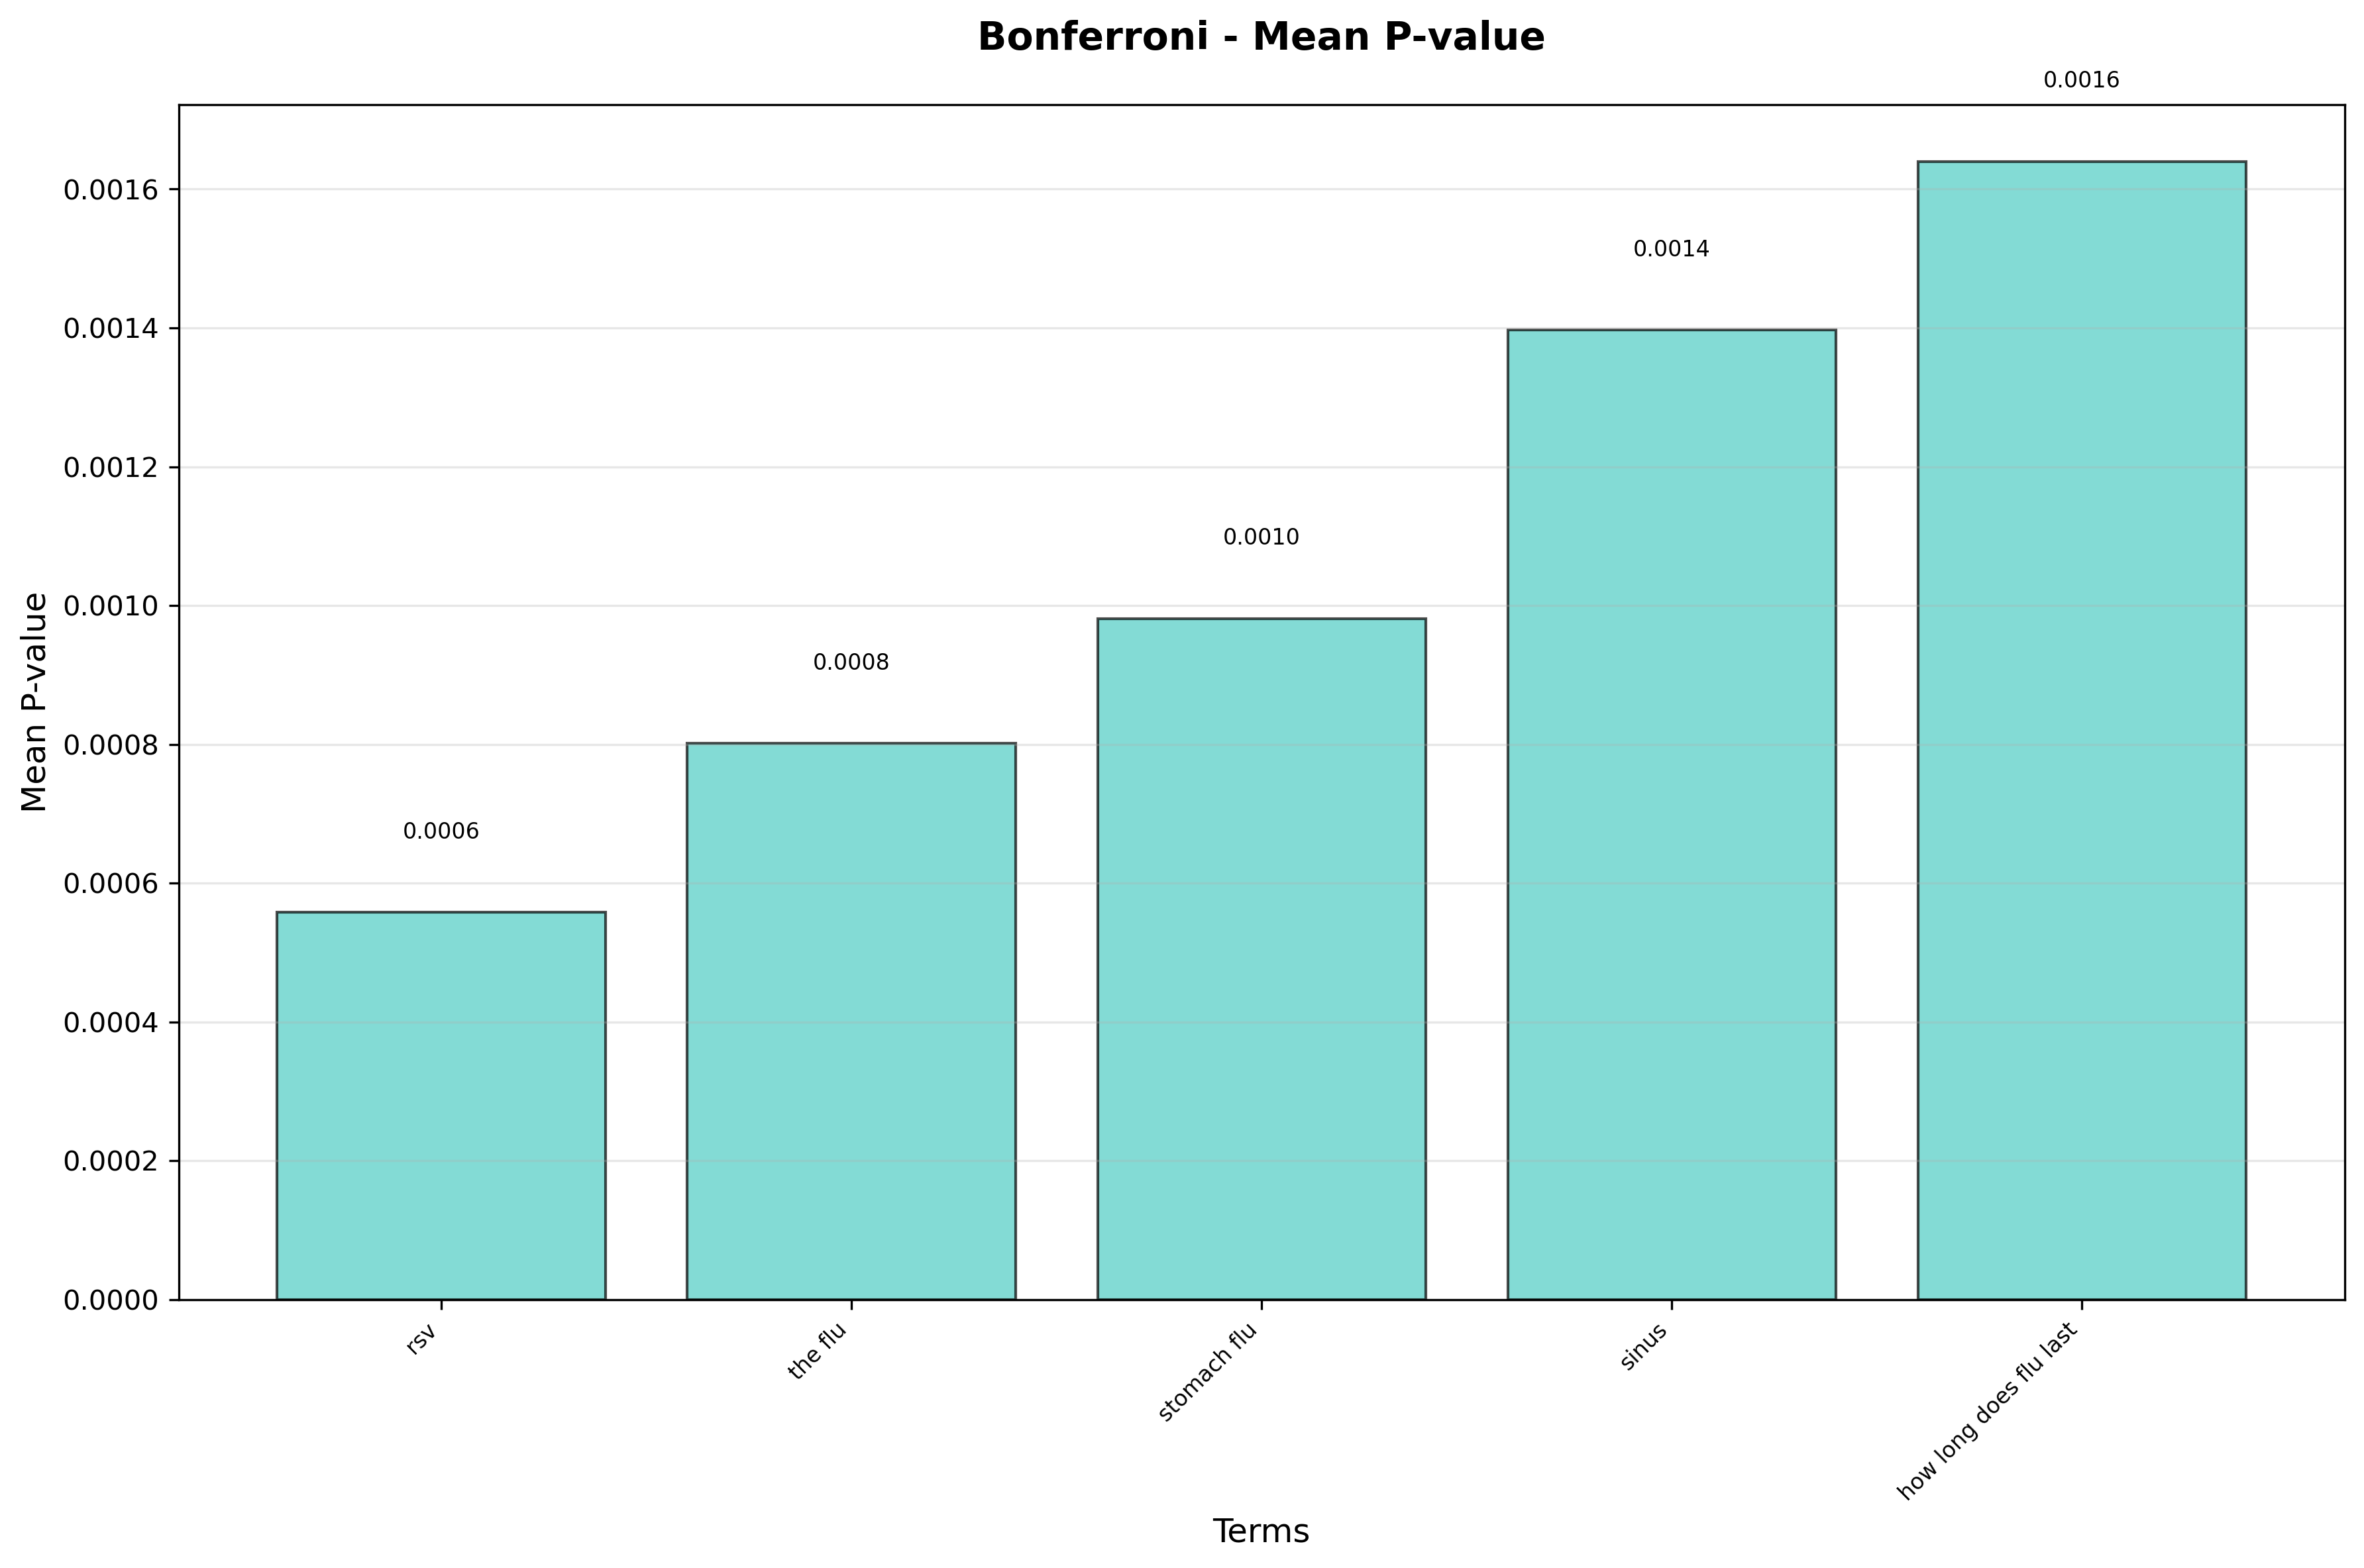 Bonferroni - Mean P-value
0.0016
0.0014
0.0010
0.0008
0.0006
Mean P-value
0.0016
0.0014
0.0012
0.0010
0.0008
0.0006
0.0004
0.0002
0.0000
rsv
the flu
stomach flu
sinus
how long does flu last
Terms